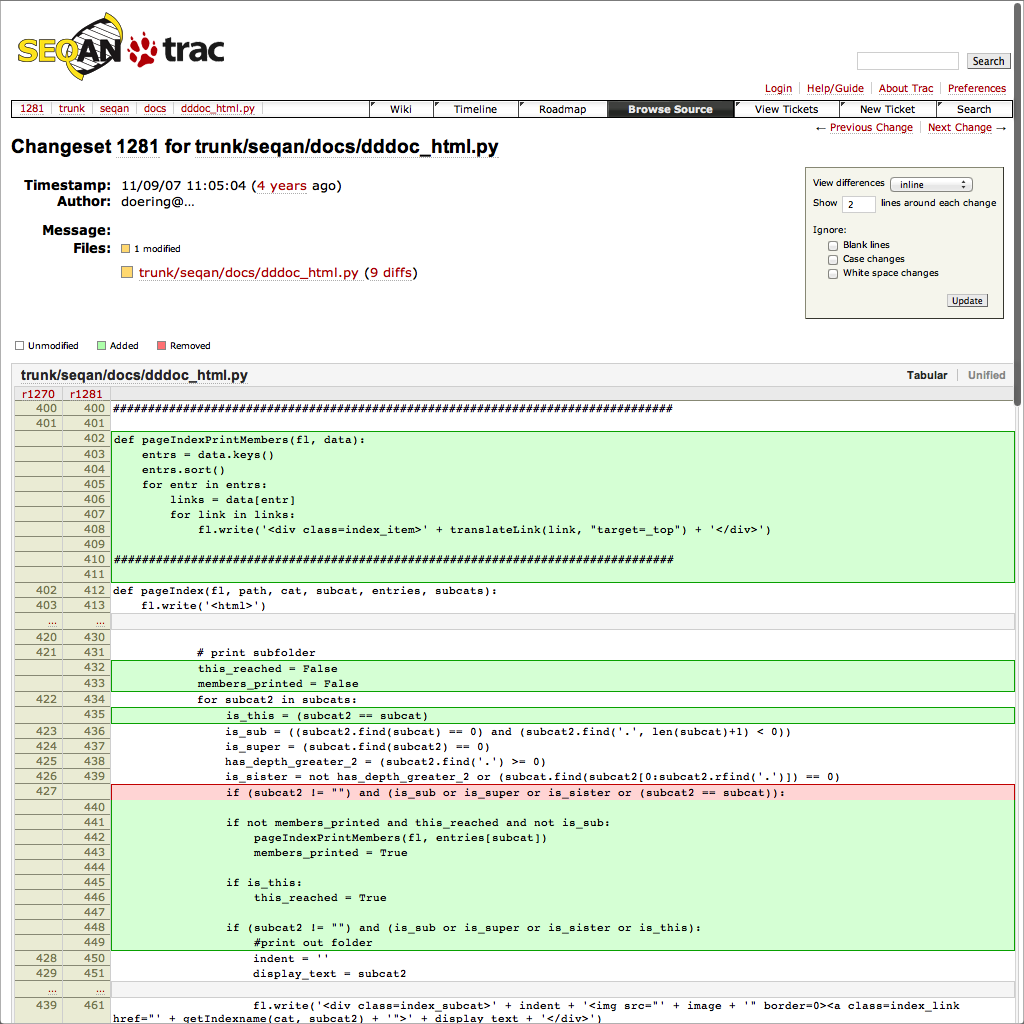 SEQAN trac
Search
Login Help/Guide About Trac Preferences
1281 trunk seqan docs dddoc_html.py Wiki Timeline Roadmap Browse Source View Tickets New Ticket Search
← Previous Change Next Change →
Changeset 1281 for trunk/seqan/docs/dddoc_html.py
Timestamp: 11/09/07 11:05:04 (4 years ago)
Author: doering@...
Message:
Files: 1 modified
trunk/seqan/docs/dddoc_html.py (9 diffs)
View differences inline
Show 2 lines around each change
Ignore:
Blank lines
Case changes
White space changes
Update
Unmodified Added Removed
trunk/seqan/docs/dddoc_html.py Tabular Unified
r1270 r1281
400 400 ################################################################################
401 401
402 def pageIndexPrintMembers(fl, data):
403 entrs = data.keys()
404 entrs.sort()
405 for entr in entrs:
406 links = data[entr]
407 for link in links:
408 fl.write('<div class=index_item>' + translateLink(link, "target=_top") + '</div>')
409
410 ################################################################################
411
402 412 def pageIndex(fl, path, cat, subcat, entries, subcats):
403 413 fl.write('<html>')
... ...
420 430
421 431 # print subfolder
432 this_reached = False
433 members_printed = False
422 434 for subcat2 in subcats:
435 is_this = (subcat2 == subcat)
423 436 is_sub = ((subcat2.find(subcat) == 0) and (subcat2.find('.', len(subcat)+1) < 0))
424 437 is_super = (subcat.find(subcat2) == 0)
425 438 has_depth_greater_2 = (subcat2.find('.') >= 0)
426 439 is_sister = not has_depth_greater_2 or (subcat.find(subcat2[0:subcat2.rfind('.')]) == 0)
427 if (subcat2 != "") and (is_sub or is_super or is_sister or (subcat2 == subcat)):
440
441 if not members_printed and this_reached and not is_sub:
442 pageIndexPrintMembers(fl, entries[subcat])
443 members_printed = True
444
445 if is_this:
446 this_reached = True
447
448 if (subcat2 != "") and (is_sub or is_super or is_sister or is_this):
449 #print out folder
428 450 indent = ''
429 451 display_text = subcat2
... ...
439 461 fl.write('<div class=index_subcat>' + indent + '<img src="' + image + '" border=0><a class=index_link
href="' + getIndexname(cat, subcat2) + '">' + display_text + '</div>')